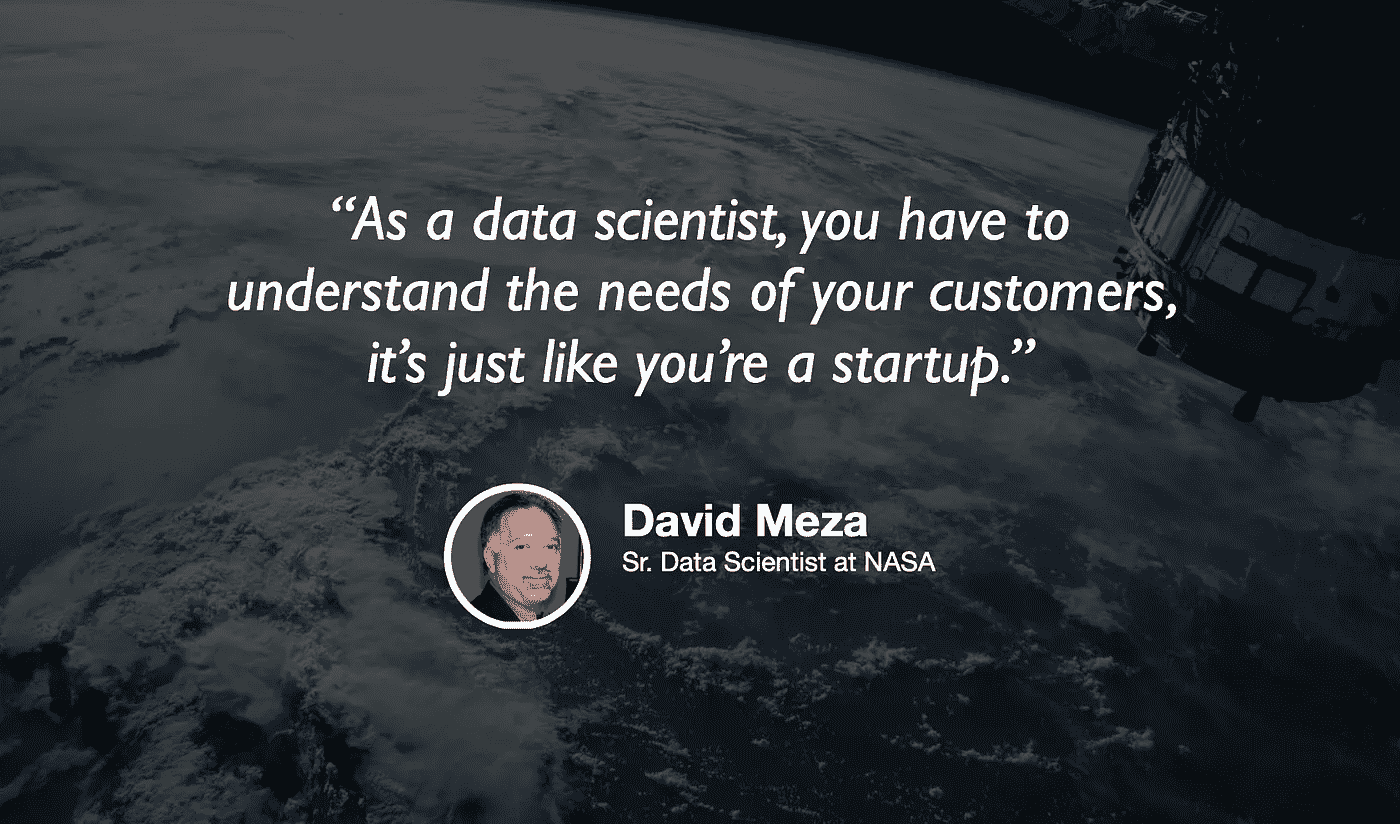 “As a data scientist, you have to
understand the needs of your customers,
it’s just like you’re a startup.”
David Meza
Sr. Data Scientist at NASA